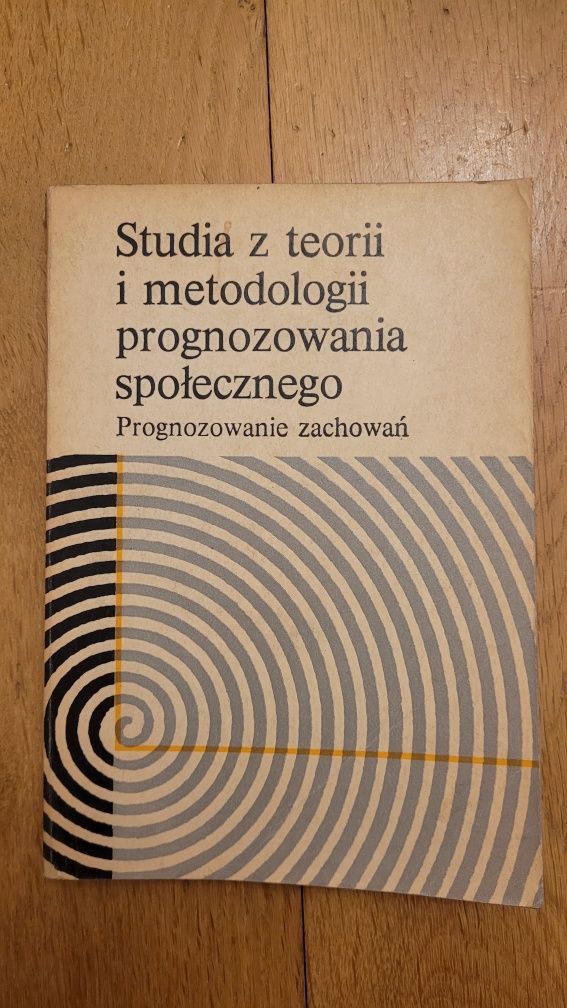 Studia z teorii
i metodologii
prognozowania
społecznego
Prognozowanie zachowań